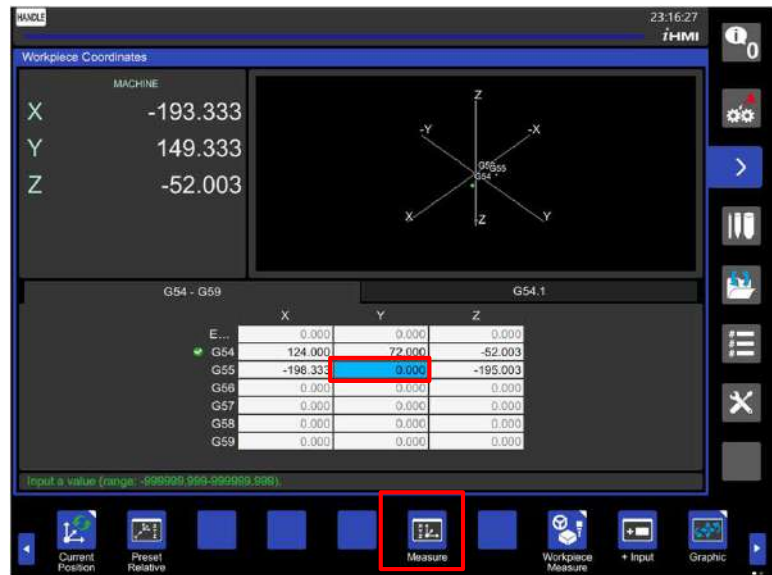 HANDLE
23:16:27
iHMI
0
Workpiece Coordinates
MACHINE
X -193.333
Y 149.333
Z -52.003
Z
-Y -X
G55
G54
X -Z Y
G54 - G59 G54.1
X Y Z
E... 0.000 0.000 0.000
G54 124.000 72.000 -52.003
G55 -198.333 0.000 -195.003
G56 0.000 0.000 0.000
G57 0.000 0.000 0.000
G58 0.000 0.000 0.000
G59 0.000 0.000 0.000
Input a value (range: -999999.999-999999.999).
Current Position
Preset Relative
Measure
Workpiece Measure
+ Input
Graphic